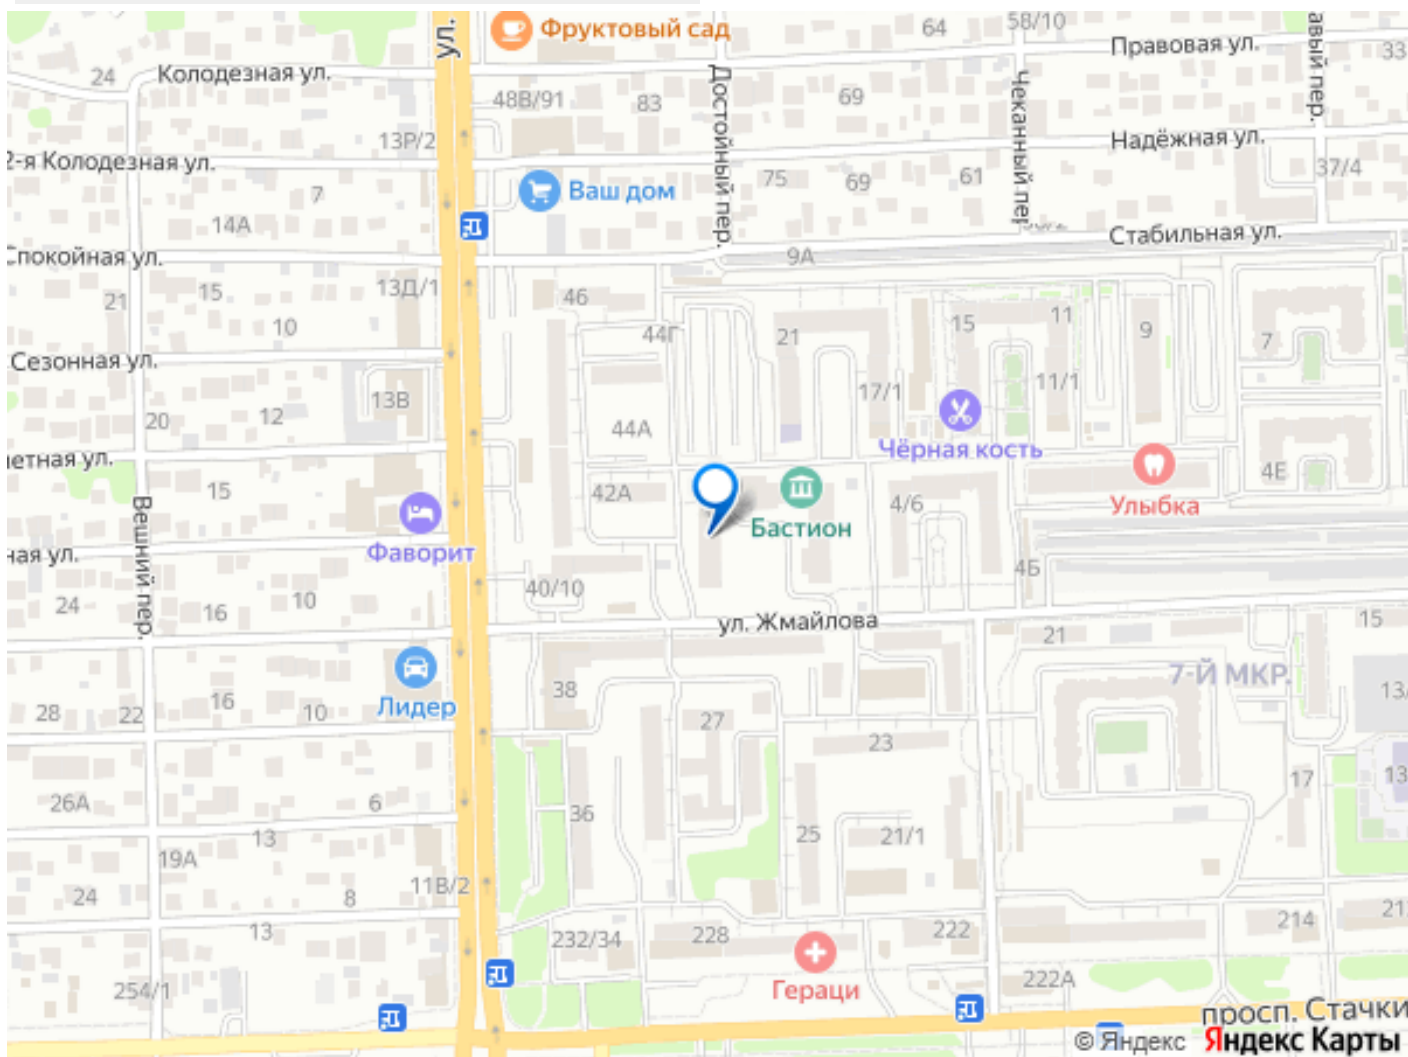 ул.
Фруктовый сад
64
58/10
Правовая ул.
33
24
Колодезная ул.
48В/91
83
69
Достойный пер.
Чеканный пер.
авый пер.
13Р/2
Надёжная ул.
2-я Колодезная ул.
7
Ваш дом
75
69
61
37/4
14А
Стабильная ул.
Спокойная ул.
9А
21
15
13Д/1
46
10
44Г
21
15
11
9
7
Сезонная ул.
17/1
11/1
13В
20
12
44А
Чёрная кость
4Е
етная ул.
15
42А
4/6
Улыбка
Вешний пер.
Бастион
Фаворит
ная ул.
4Б
24
16
10
40/10
ул. Жмайлова
21
15
7-Й МКР.
38
13/
28
22
16
10
Лидер
27
23
17
13
26А
6
36
25
21/1
13
19А
24
8
11В/2
13
232/34
228
222
214
21
254/1
Гераци
222А
просп. Стачки
© Яндекс Яндекс Карты